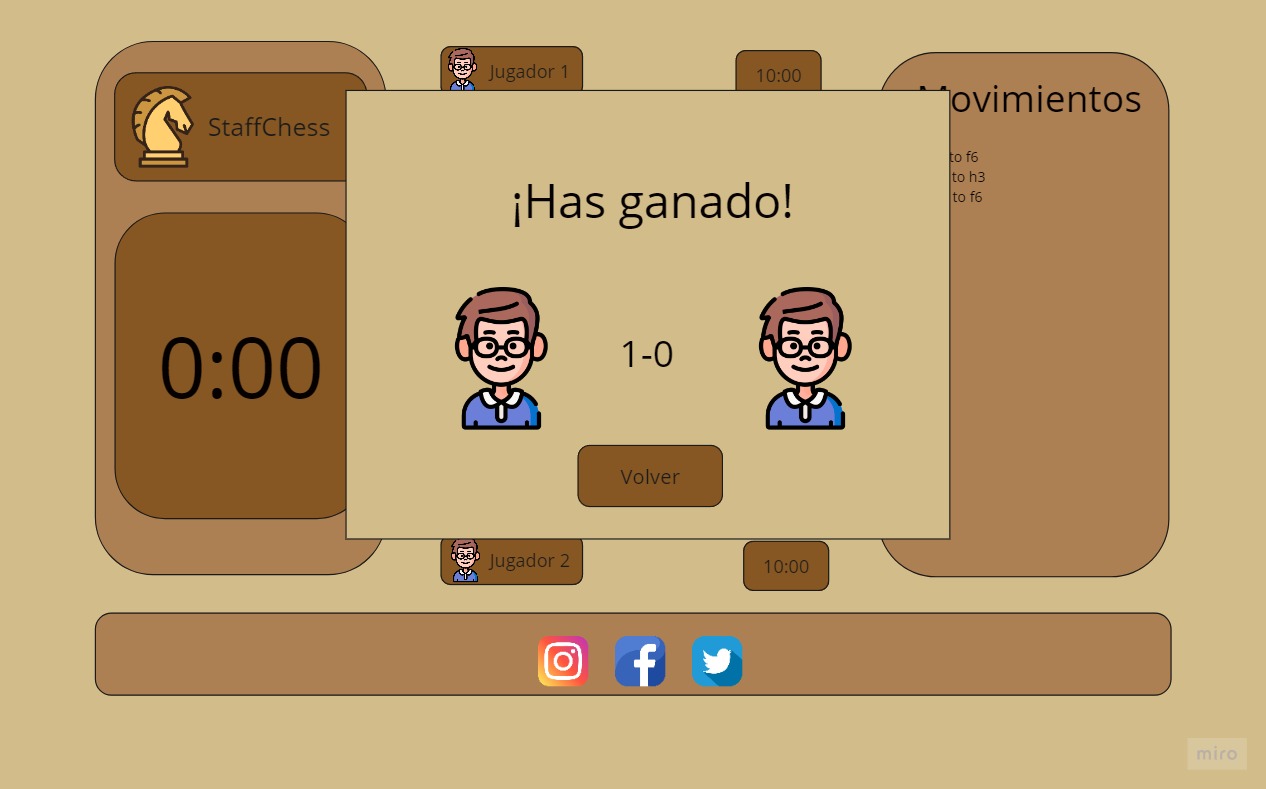 StaffChess
0:00
Jugador 1
10:00
¡Has ganado!
1-0
Volver
Jugador 2
10:00
Movimientos
to f6
to h3
to f6
miro